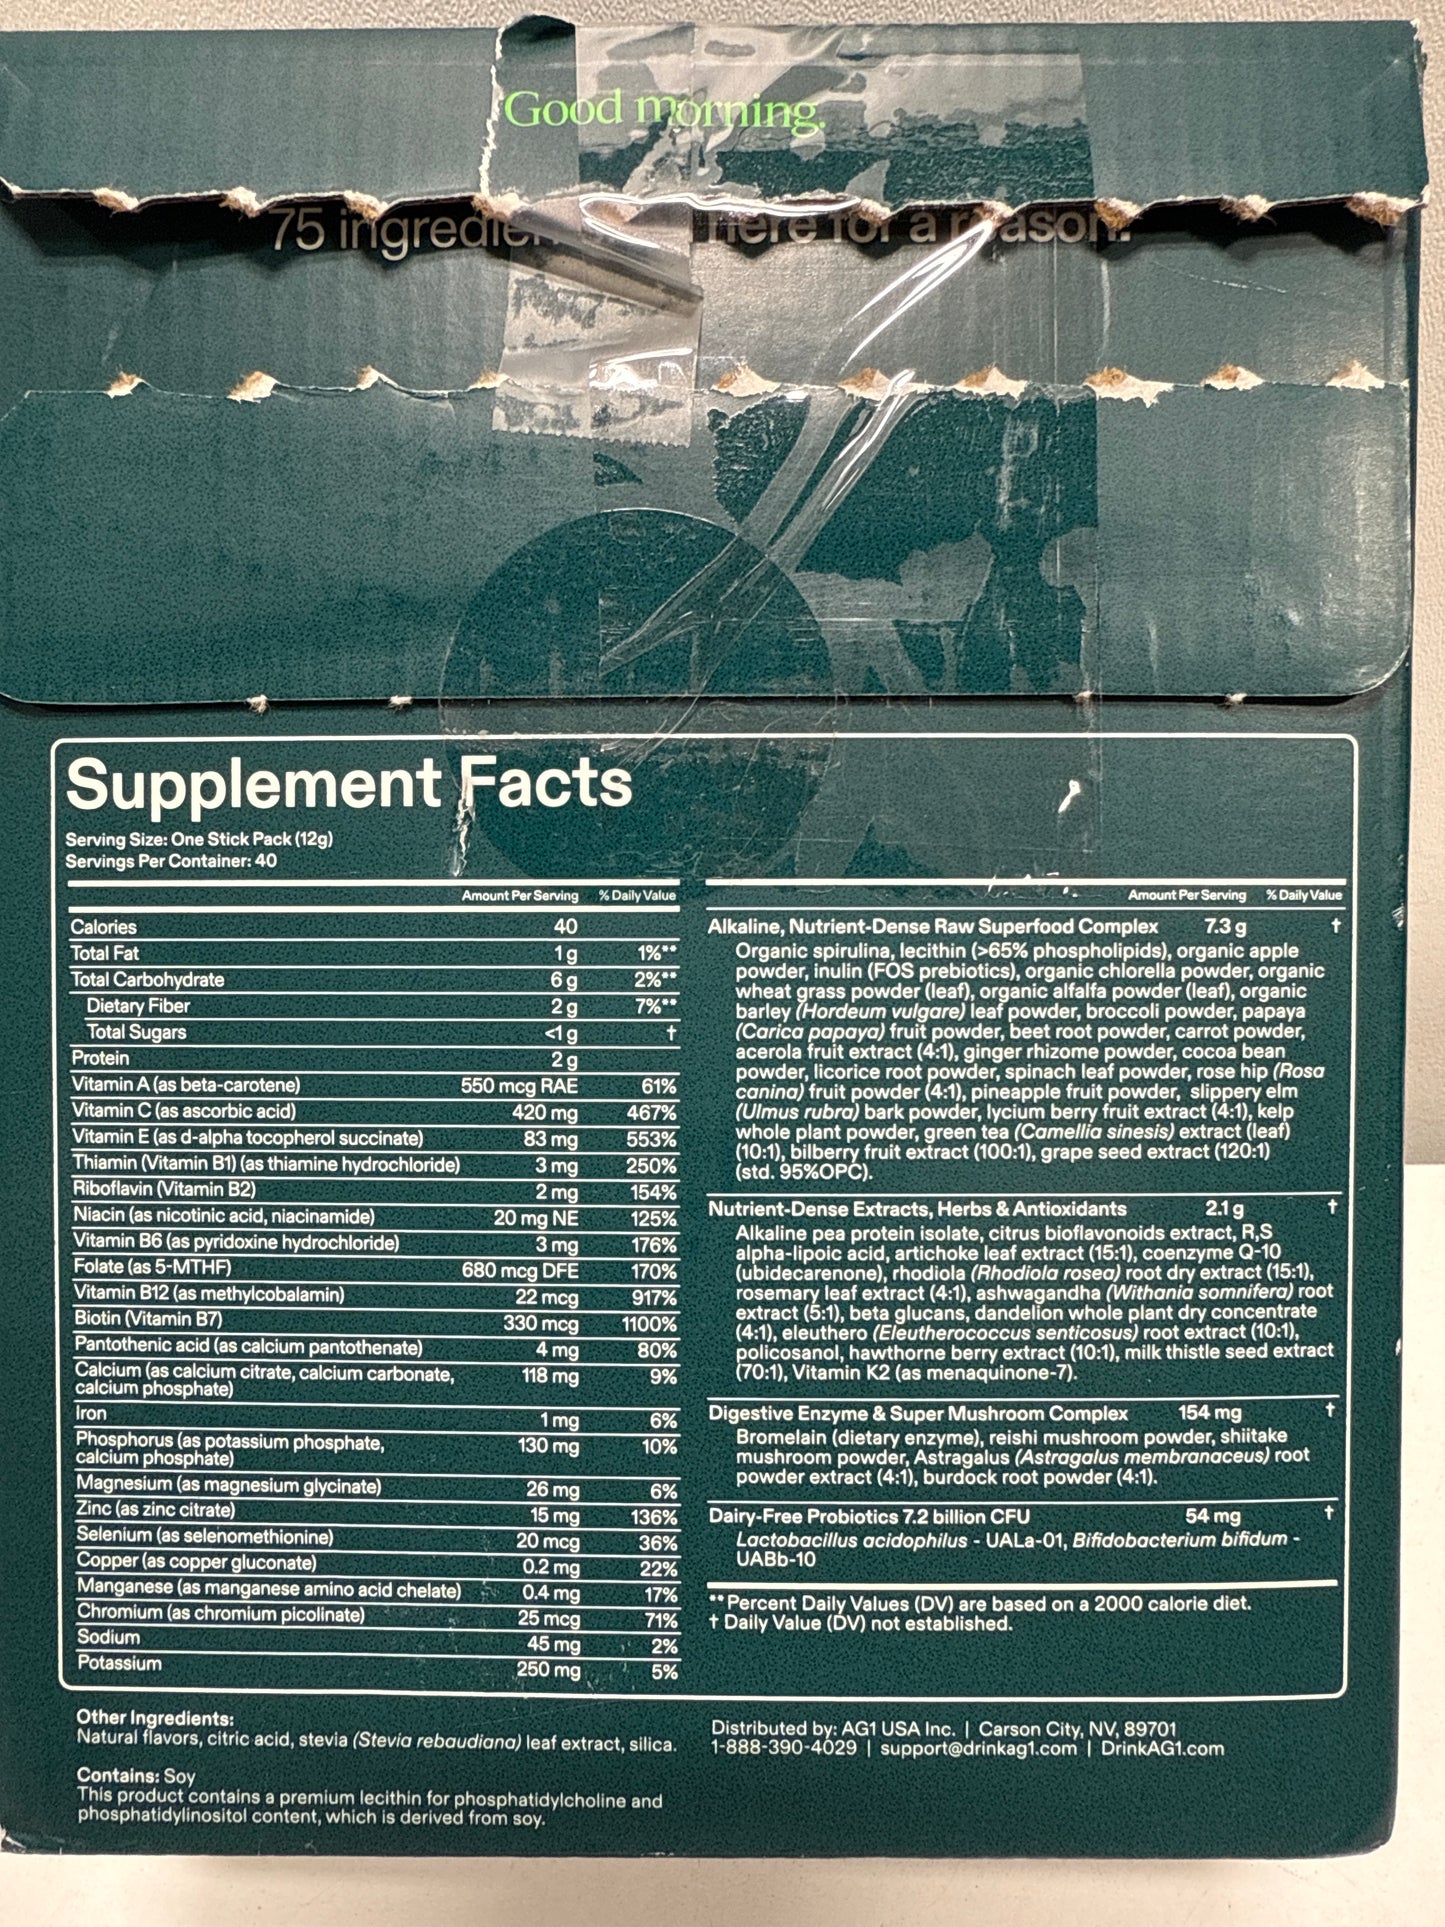 Good morning.
75 ingredien
here for a reason.
Supplement Facts
Serving Size: One Stick Pack (12g)
Servings Per Container: 40
Amount Per Serving % Daily Value
Calories 40
Total Fat 1 g 1%**
Total Carbohydrate 6 g 2%**
Dietary Fiber 2 g 7%**
Total Sugars <1 g †
Protein 2 g
Vitamin A (as beta-carotene) 550 mcg RAE 61%
Vitamin C (as ascorbic acid) 420 mg 467%
Vitamin E (as d-alpha tocopherol succinate) 83 mg 553%
Thiamin (Vitamin B1) (as thiamine hydrochloride) 3 mg 250%
Riboflavin (Vitamin B2) 2 mg 154%
Niacin (as nicotinic acid, niacinamide) 20 mg NE 125%
Vitamin B6 (as pyridoxine hydrochloride) 3 mg 176%
Folate (as 5-MTHF) 680 mcg DFE 170%
Vitamin B12 (as methylcobalamin) 22 mcg 917%
Biotin (Vitamin B7) 330 mcg 1100%
Pantothenic acid (as calcium pantothenate) 4 mg 80%
Calcium (as calcium citrate, calcium carbonate, 118 mg 9%
calcium phosphate)
Iron 1 mg 6%
Phosphorus (as potassium phosphate, 130 mg 10%
calcium phosphate)
Magnesium (as magnesium glycinate) 26 mg 6%
Zinc (as zinc citrate) 15 mg 136%
Selenium (as selenomethionine) 20 mcg 36%
Copper (as copper gluconate) 0.2 mg 22%
Manganese (as manganese amino acid chelate) 0.4 mg 17%
Chromium (as chromium picolinate) 25 mcg 71%
Sodium 45 mg 2%
Potassium 250 mg 5%
Amount Per Serving % Daily Value
Alkaline, Nutrient-Dense Raw Superfood Complex 7.3 g †
Organic spirulina, lecithin (>65% phospholipids), organic apple
powder, inulin (FOS prebiotics), organic chlorella powder, organic
wheat grass powder (leaf), organic alfalfa powder (leaf), organic
barley (Hordeum vulgare) leaf powder, broccoli powder, papaya
(Carica papaya) fruit powder, beet root powder, carrot powder,
acerola fruit extract (4:1), ginger rhizome powder, cocoa bean
powder, licorice root powder, spinach leaf powder, rose hip (Rosa
canina) fruit powder (4:1), pineapple fruit powder, slippery elm
(Ulmus rubra) bark powder, lycium berry fruit extract (4:1), kelp
whole plant powder, green tea (Camellia sinesis) extract (leaf)
(10:1), bilberry fruit extract (100:1), grape seed extract (120:1)
(std. 95%OPC).
Nutrient-Dense Extracts, Herbs & Antioxidants 2.1 g †
Alkaline pea protein isolate, citrus bioflavonoids extract, R,S
alpha-lipoic acid, artichoke leaf extract (15:1), coenzyme Q-10
(ubidecarenone), rhodiola (Rhodiola rosea) root dry extract (15:1),
rosemary leaf extract (4:1), ashwagandha (Withania somnifera) root
extract (5:1), beta glucans, dandelion whole plant dry concentrate
(4:1), eleuthero (Eleutherococcus senticosus) root extract (10:1),
policosanol, hawthorne berry extract (10:1), milk thistle seed extract
(70:1), Vitamin K2 (as menaquinone-7).
Digestive Enzyme & Super Mushroom Complex 154 mg †
Bromelain (dietary enzyme), reishi mushroom powder, shiitake
mushroom powder, Astragalus (Astragalus membranaceus) root
powder extract (4:1), burdock root powder (4:1).
Dairy-Free Probiotics 7.2 billion CFU 54 mg †
Lactobacillus acidophilus - UALa-01, Bifidobacterium bifidum -
UABb-10
**Percent Daily Values (DV) are based on a 2000 calorie diet.
† Daily Value (DV) not established.
Other Ingredients:
Natural flavors, citric acid, stevia (Stevia rebaudiana) leaf extract, silica.
Contains: Soy
This product contains a premium lecithin for phosphatidylcholine and
phosphatidylinositol content, which is derived from soy.
Distributed by: AG1 USA Inc. | Carson City, NV, 89701
1-888-390-4029 | support@drinkag1.com | DrinkAG1.com